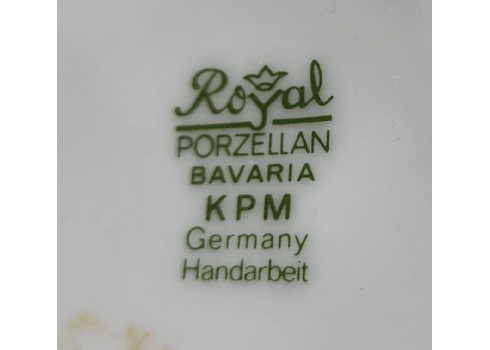 Royal
PORZELLAN
BAVARIA
KPM
Germany
Handarbeit